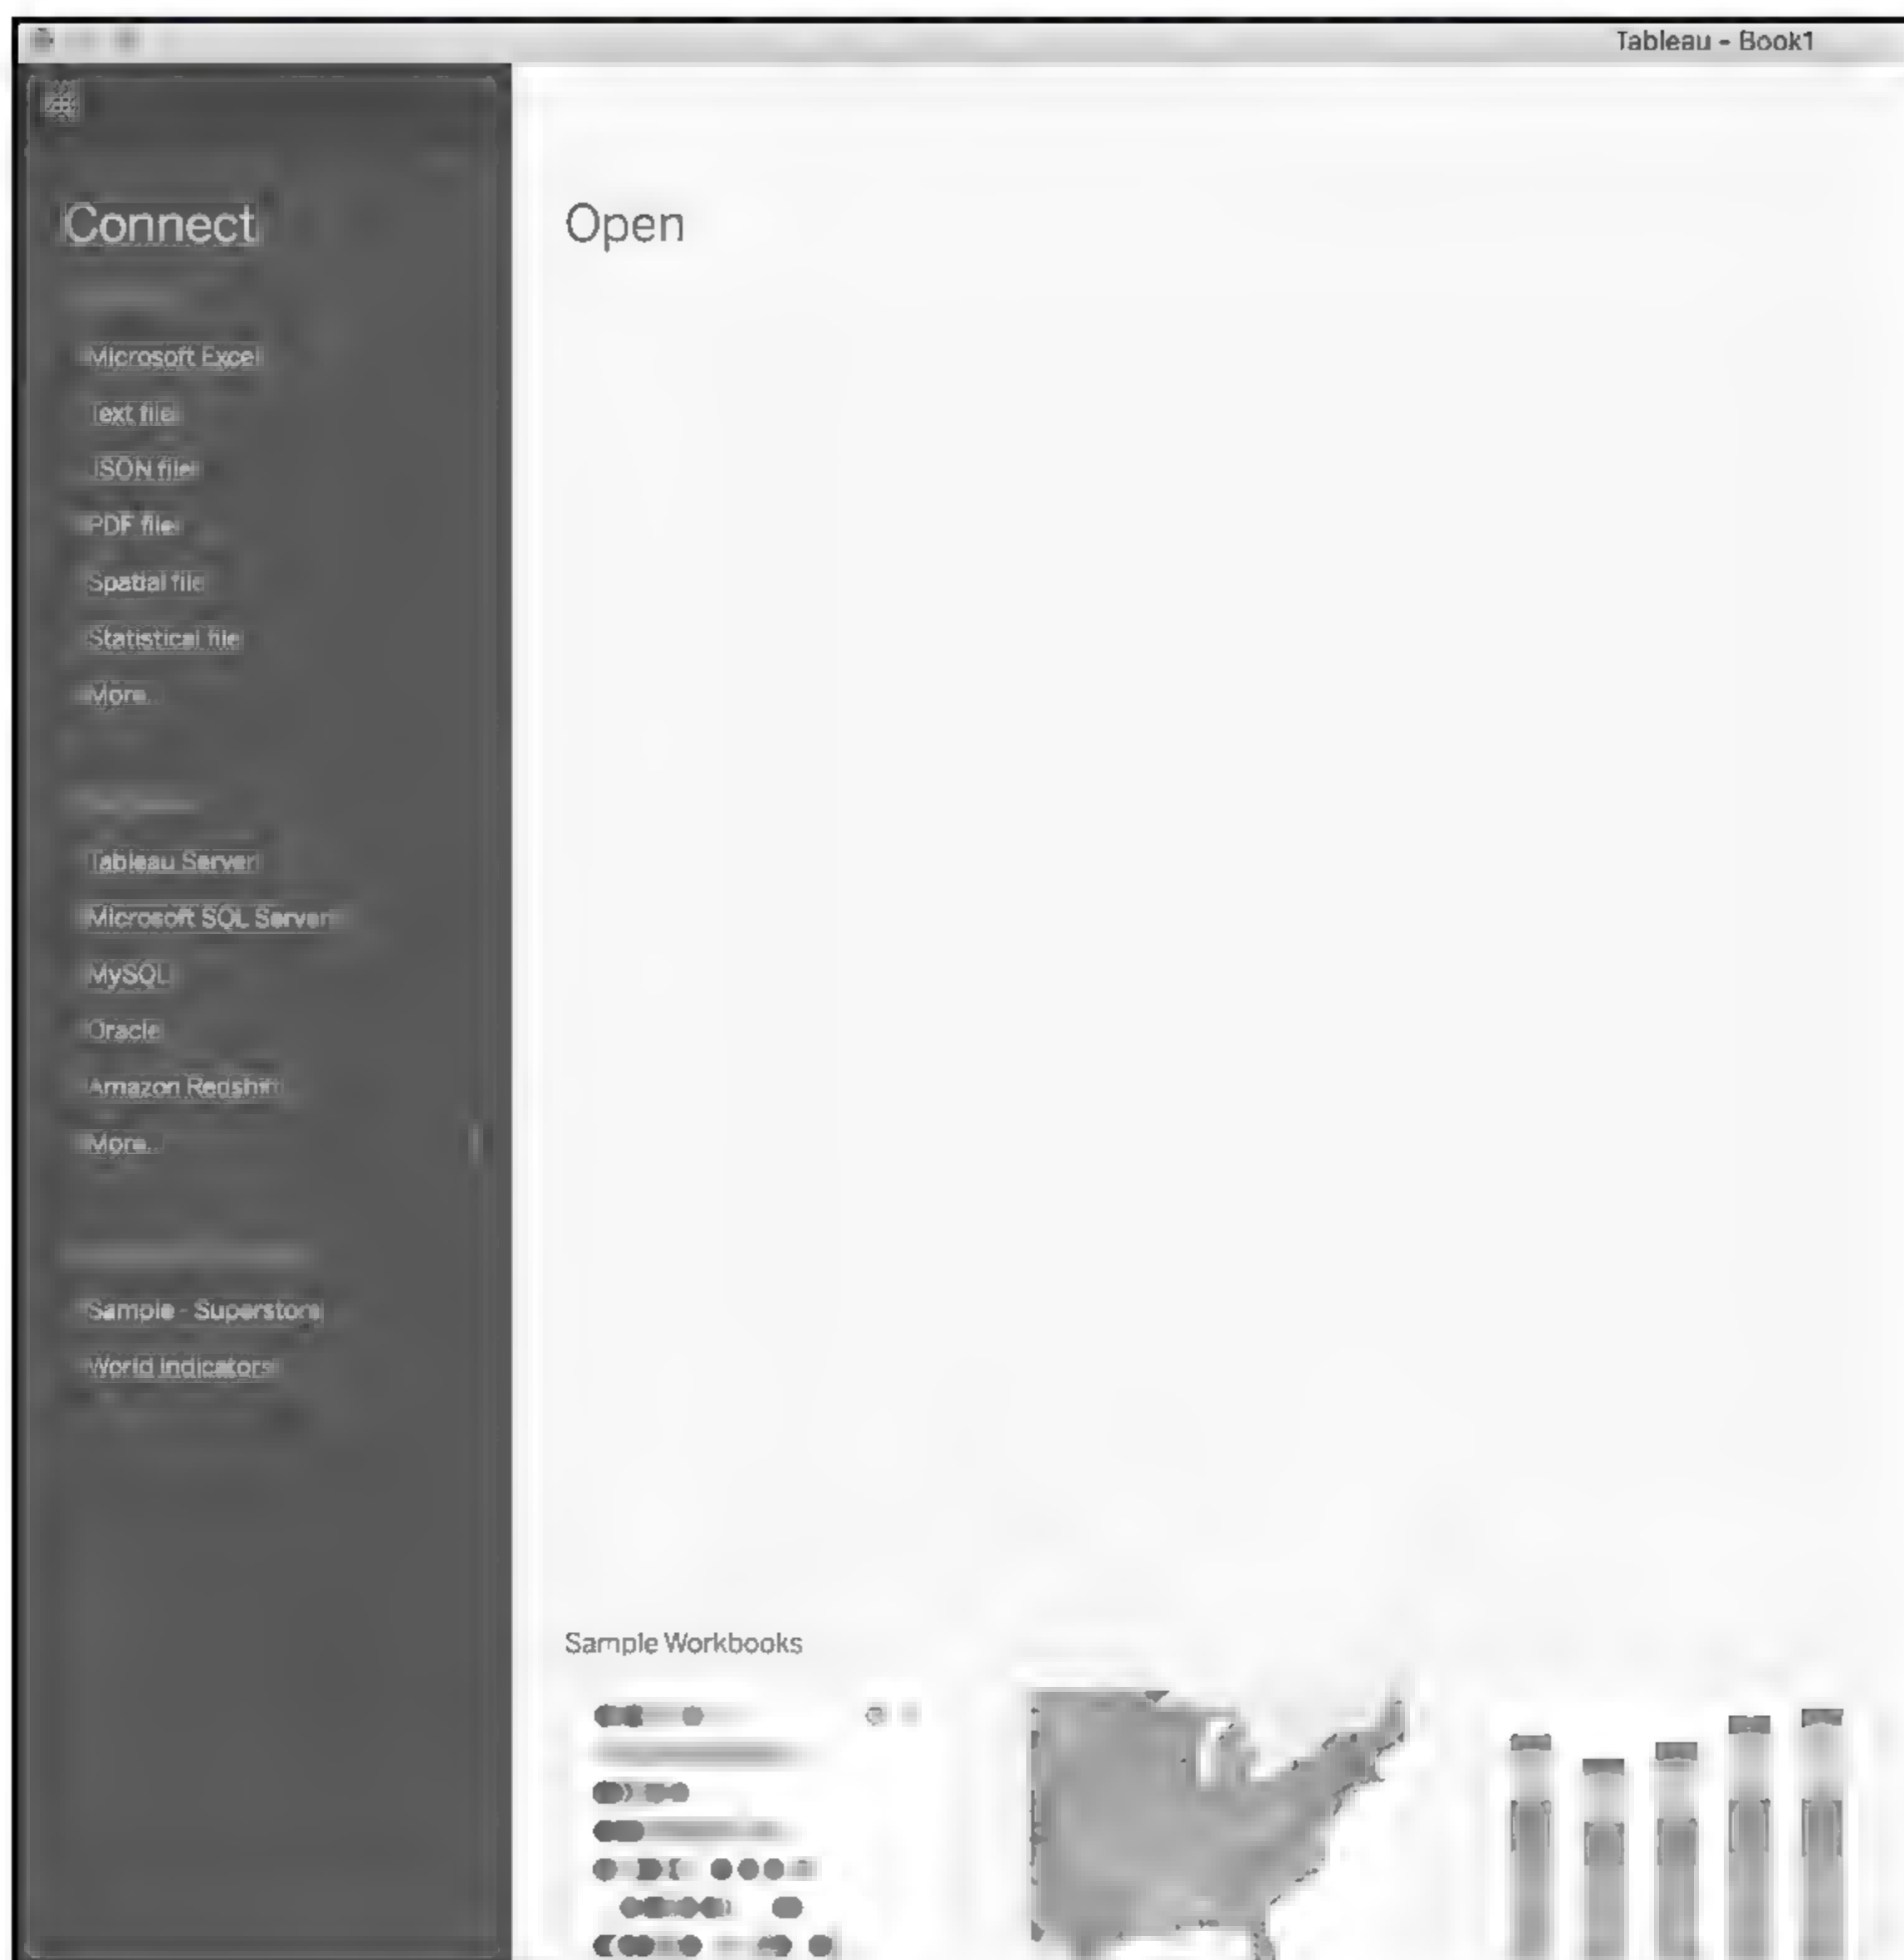 Tableau - Book1
Connect
Open
Microsoft Excel
Text file
JSON file
PDF file
Spatial file
Statistical file
More...
Tableau Server
Microsoft SQL Server
MySQL
Oracle
Amazon Redshift
More...
Sample - Superstore
World Indicators
Sample Workbooks